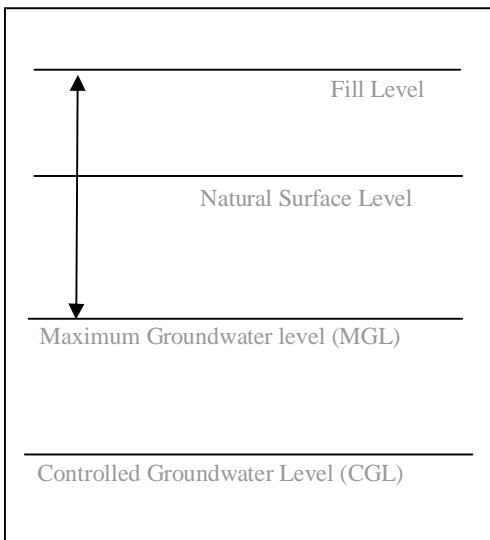 Fill Level
Natural Surface Level
Maximum Groundwater level (MGL)
Controlled Groundwater Level (CGL)